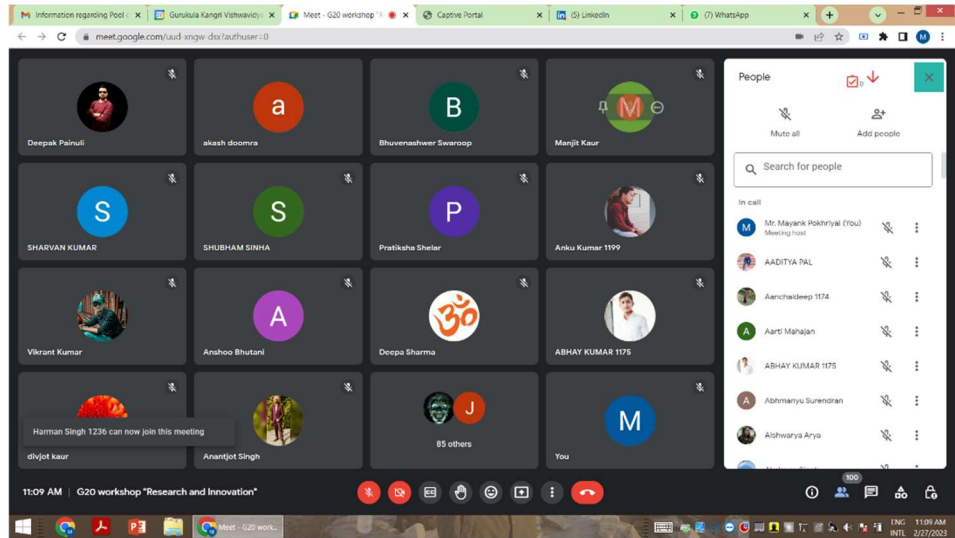 Information regarding Pool o
Gurukula Kangri Vishwavidya
Meet - G20 workshop "R
Captive Portal
(5) LinkedIn
(7) WhatsApp
meet.google.com/uud-xngw-dsx?authuser=0
M
Deepak Painuli
a
akash doomra
B
Bhuvenashwer Swaroop
M
Manjit Kaur
S
SHARVAN KUMAR
S
SHUBHAM SINHA
P
Pratiksha Shelar
Anku Kumar 1199
Vikrant Kumar
A
Anshoo Bhutani
ॐ
Deepa Sharma
ABHAY KUMAR 1175
Harman Singh 1236 can now join this meeting
divjot kaur
Anantjot Singh
J
85 others
M
You
People
0
Mute all
Add people
Search for people
In call
M
Mr. Mayank Pokhriyal (You)
Meeting host
AADITYA PAL
Aanchaldeep 1174
A
Aarti Mahajan
ABHAY KUMAR 1175
A
Abhmanyu Surendran
Aishwarya Arya
11:09 AM | G20 workshop "Research and Innovation"
100
Meet - G20 work...
ENG 11:09 AM
INTL 2/27/2023